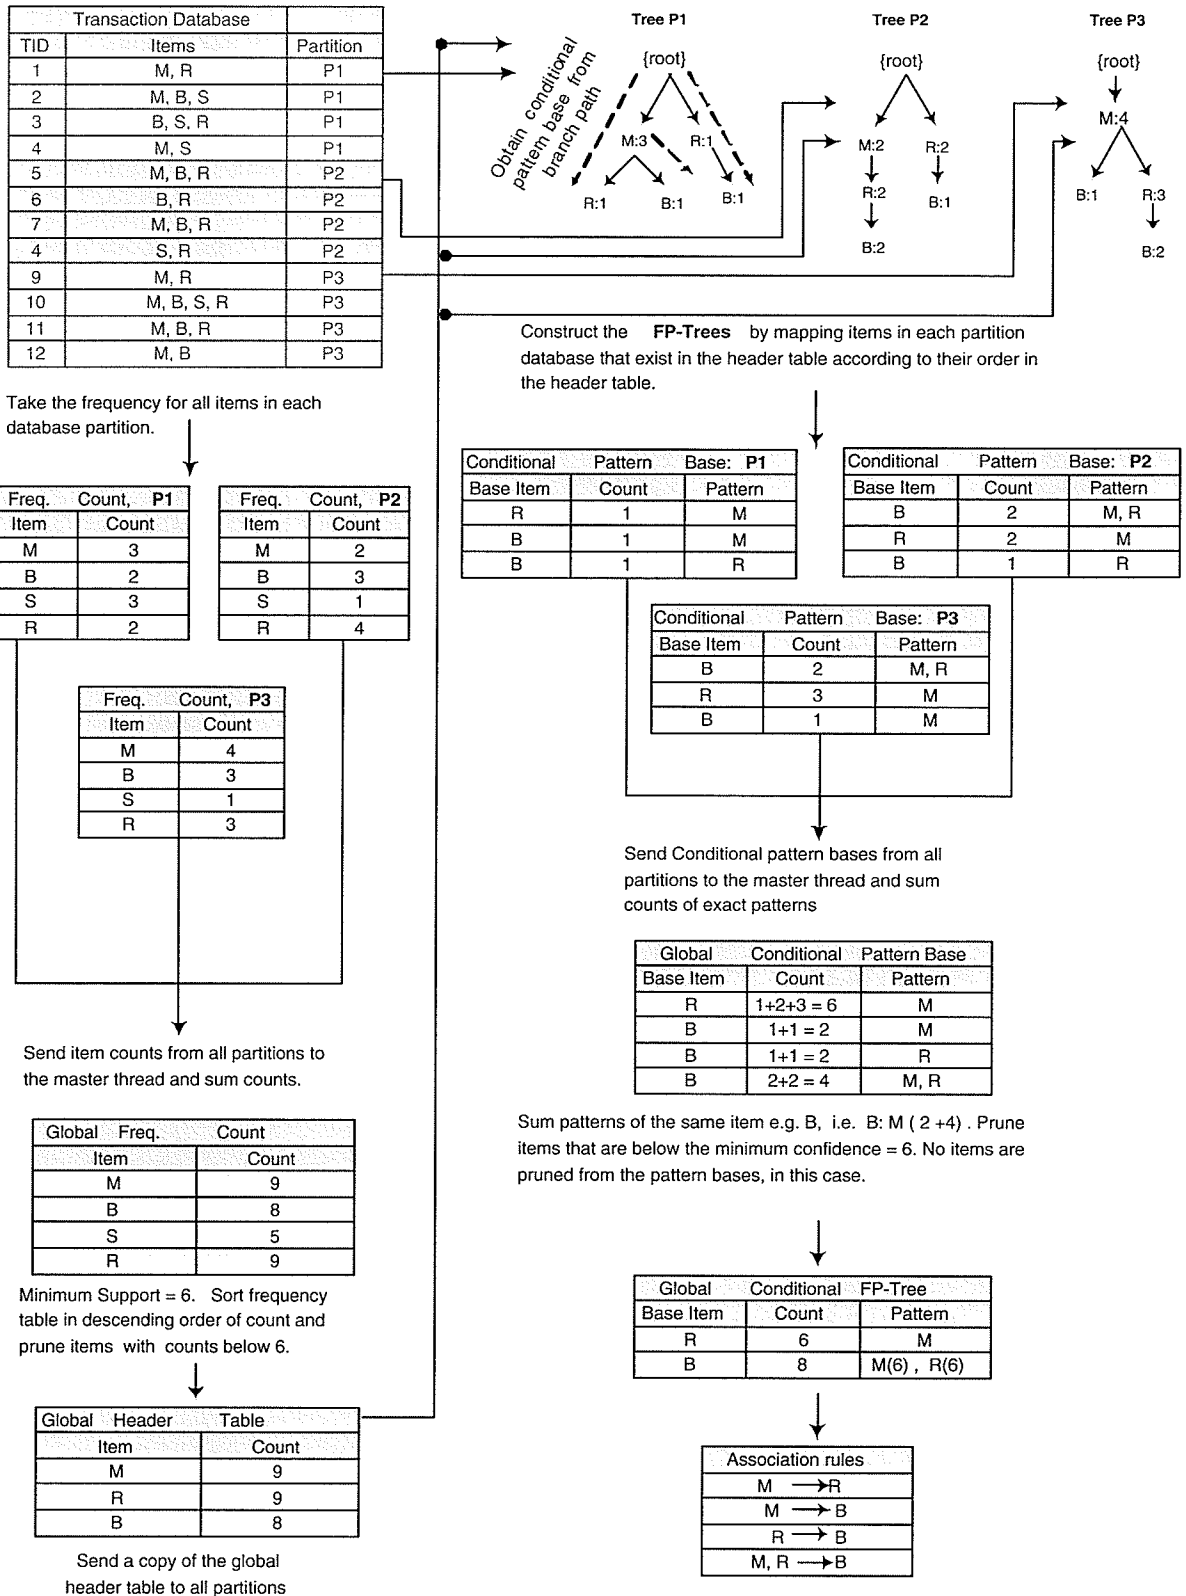 Transaction Database
TID Items Partition
1 M, R P1
2 M, B, S P1
3 B, S, R P1
4 M, S P1
5 M, B, R P2
6 B, R P2
7 M, B, R P2
4 S, R P2
9 M, R P3
10 M, B, S, R P3
11 M, B, R P3
12 M, B P3
Take the frequency for all items in each
database partition.
Freq. Count, P1
Item Count
M 3
B 2
S 3
R 2
Freq. Count, P2
Item Count
M 2
B 3
S 1
R 4
Freq. Count, P3
Item Count
M 4
B 3
S 1
R 3
Send item counts from all partitions to
the master thread and sum counts.
Global Freq. Count
Item Count
M 9
B 8
S 5
R 9
Minimum Support = 6. Sort frequency
table in descending order of count and
prune items with counts below 6.
Global Header Table
Item Count
M 9
R 9
B 8
Send a copy of the global
header table to all partitions
Obtain conditional
pattern base from
branch path
Tree P1
{root}
M:3 R:1
R:1 B:1 B:1
Tree P2
{root}
M:2 R:2
R:2 B:1
B:2
Tree P3
{root}
M:4
B:1 R:3
B:2
Construct the FP-Trees by mapping items in each partition
database that exist in the header table according to their order in
the header table.
Conditional Pattern Base: P1
Base Item Count Pattern
R 1 M
B 1 M
B 1 R
Conditional Pattern Base: P2
Base Item Count Pattern
B 2 M, R
R 2 M
B 1 R
Conditional Pattern Base: P3
Base Item Count Pattern
B 2 M, R
R 3 M
B 1 M
Send Conditional pattern bases from all
partitions to the master thread and sum
counts of exact patterns
Global Conditional Pattern Base
Base Item Count Pattern
R 1+2+3 = 6 M
B 1+1 = 2 M
B 1+1 = 2 R
B 2+2 = 4 M, R
Sum patterns of the same item e.g. B, i.e. B: M ( 2 +4) . Prune
items that are below the minimum confidence = 6. No items are
pruned from the pattern bases, in this case.
Global Conditional FP-Tree
Base Item Count Pattern
R 6 M
B 8 M(6) , R(6)
Association rules
M → R
M → B
R → B
M, R → B